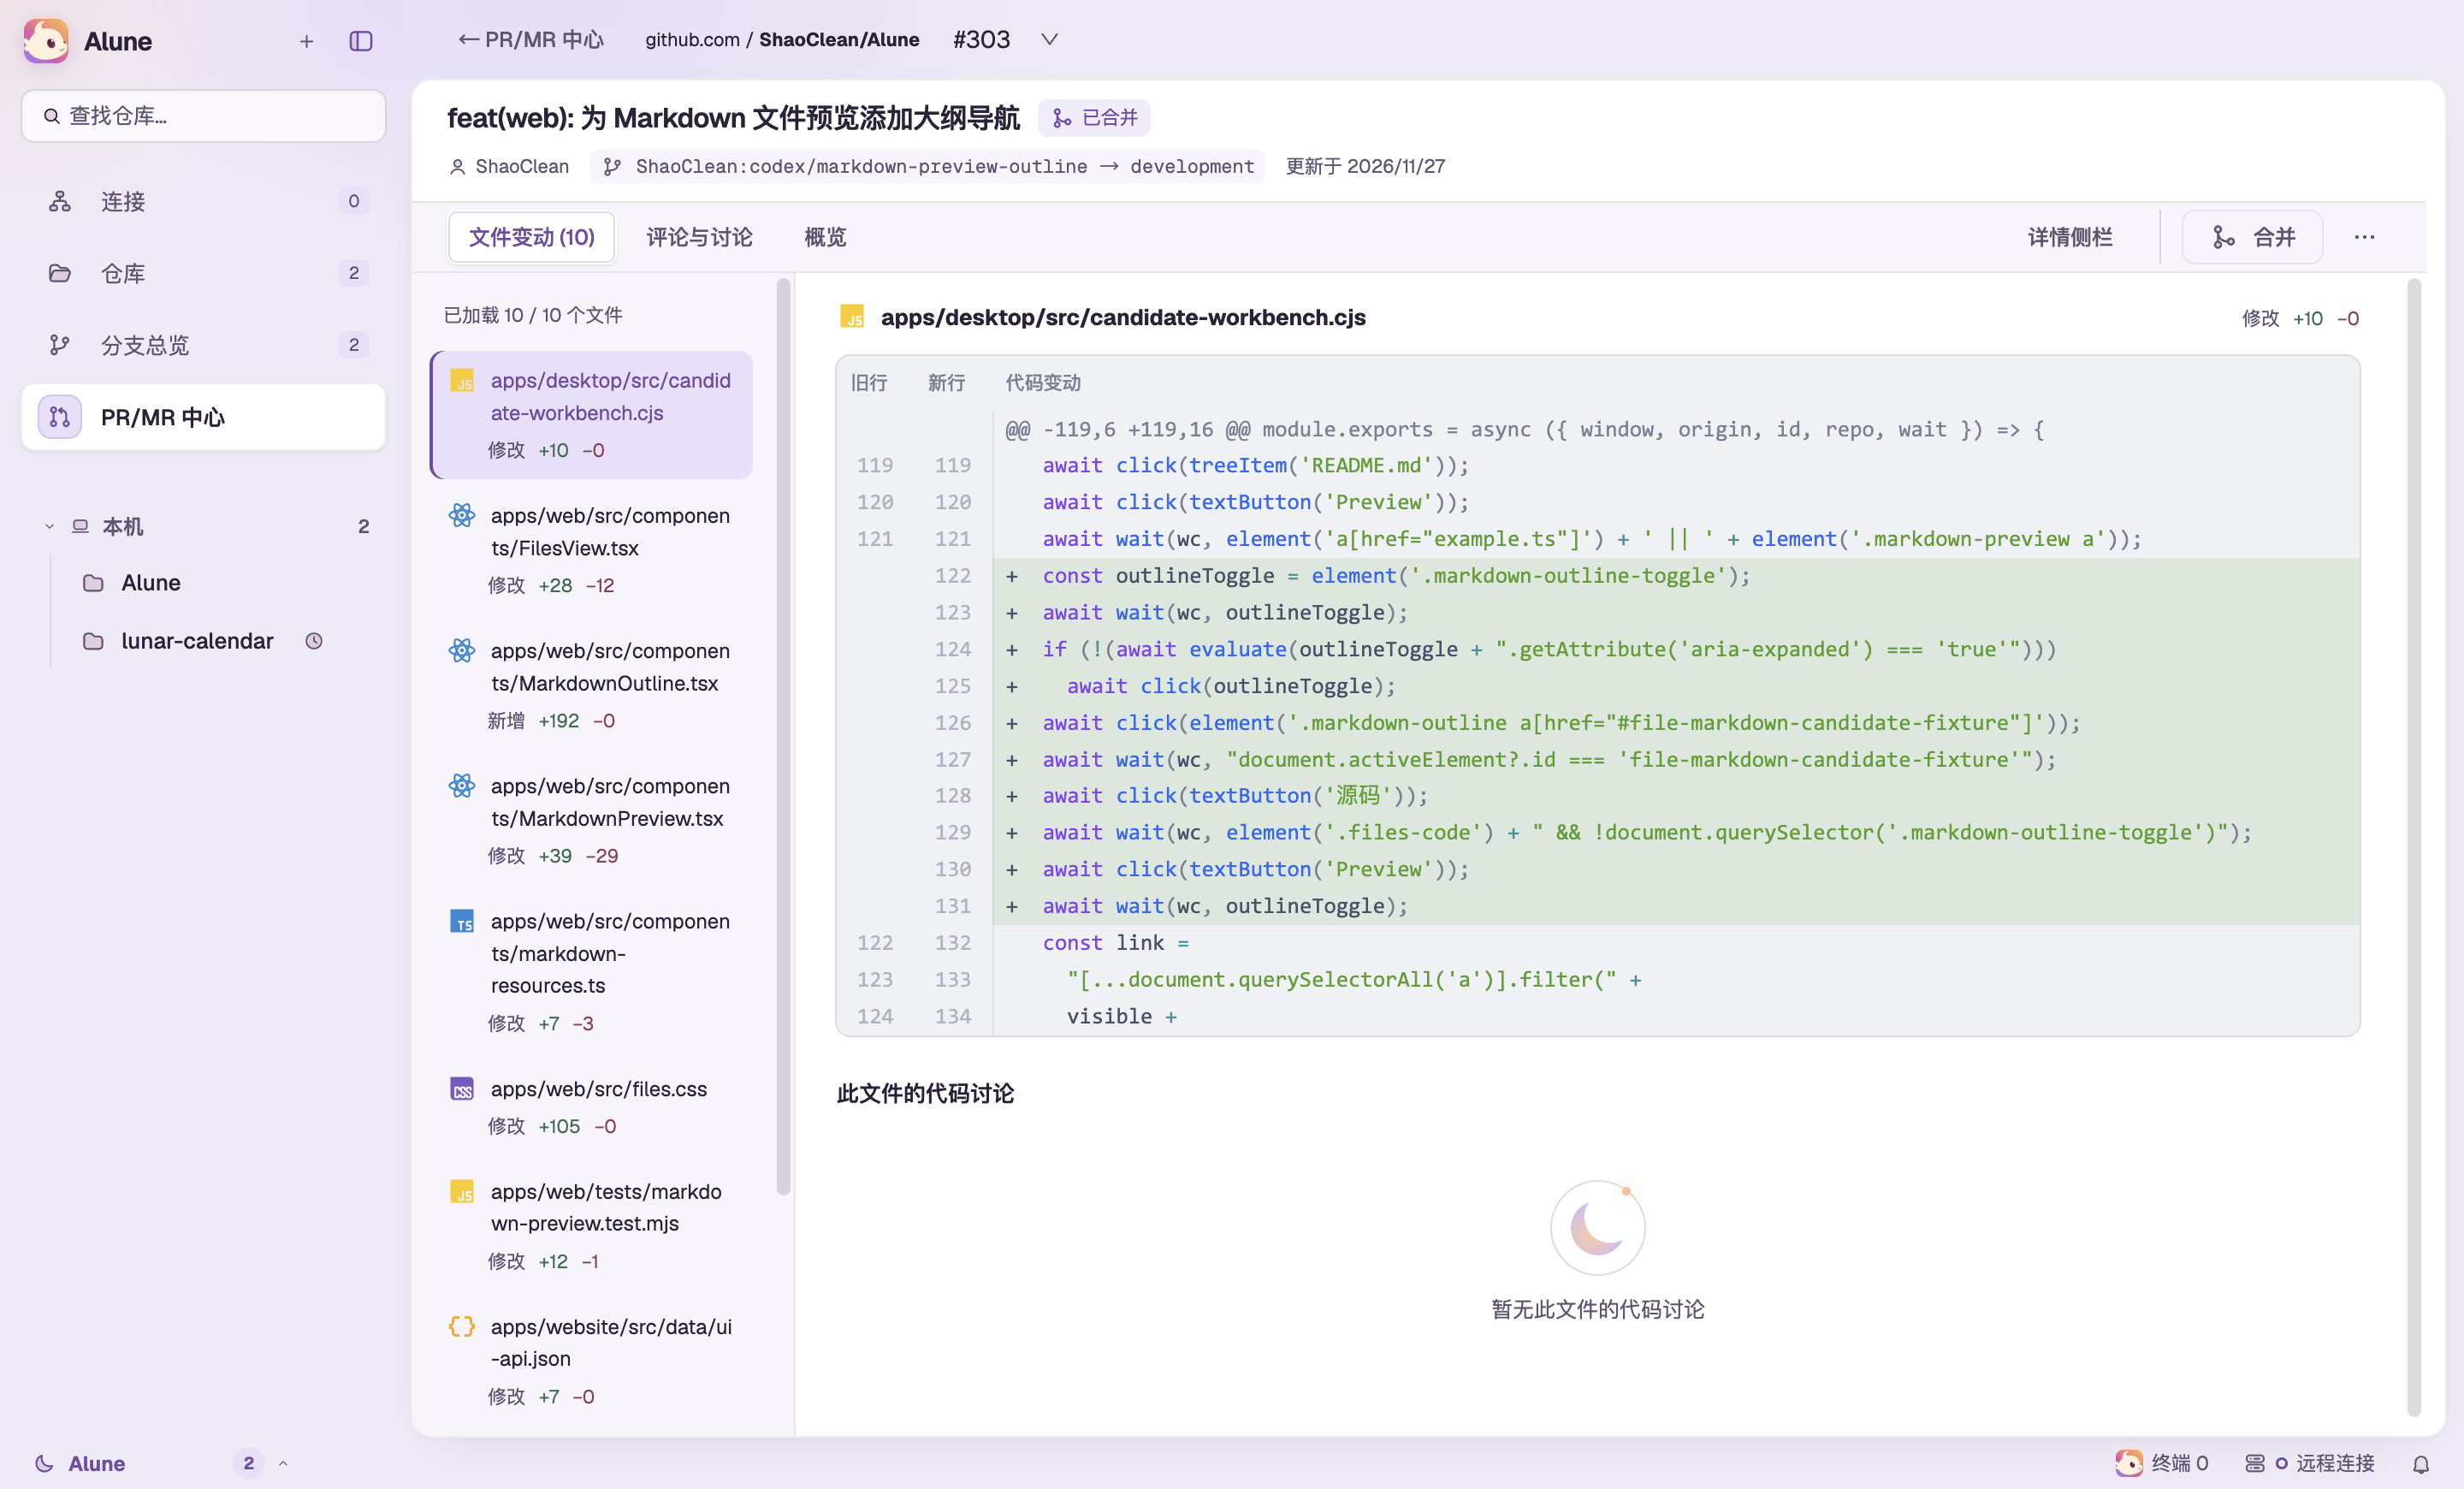 Alune
查找仓库...
连接 0
仓库 2
分支总览 2
PR/MR 中心
本机 2
Alune
lunar-calendar
Alune 2
← PR/MR 中心 github.com / ShaoClean/Alune #303
feat(web): 为 Markdown 文件预览添加大纲导航 已合并
ShaoClean ShaoClean:codex/markdown-preview-outline → development 更新于 2026/11/27
文件变动 (10) 评论与讨论 概览 详情侧栏 合并 ...
已加载 10 / 10 个文件
JS apps/desktop/src/candid
ate-workbench.cjs
修改 +10 −0
apps/web/src/componen
ts/FilesView.tsx
修改 +28 −12
apps/web/src/componen
ts/MarkdownOutline.tsx
新增 +192 −0
apps/web/src/componen
ts/MarkdownPreview.tsx
修改 +39 −29
TS apps/web/src/componen
ts/markdown-
resources.ts
修改 +7 −3
CSS apps/web/src/files.css
修改 +105 −0
JS apps/web/tests/markdo
wn-preview.test.mjs
修改 +12 −1
{} apps/website/src/data/ui
-api.json
修改 +7 −0
JS apps/desktop/src/candidate-workbench.cjs 修改 +10 −0
旧行 新行 代码变动
@@ -119,6 +119,16 @@ module.exports = async ({ window, origin, id, repo, wait }) => {
119 119 await click(treeItem('README.md'));
120 120 await click(textButton('Preview'));
121 121 await wait(wc, element('a[href="example.ts"]') + ' || ' + element('.markdown-preview a'));
122 + const outlineToggle = element('.markdown-outline-toggle');
123 + await wait(wc, outlineToggle);
124 + if (!(await evaluate(outlineToggle + ".getAttribute('aria-expanded') === 'true'")))
125 + await click(outlineToggle);
126 + await click(element('.markdown-outline a[href="#file-markdown-candidate-fixture"]'));
127 + await wait(wc, "document.activeElement?.id === 'file-markdown-candidate-fixture'");
128 + await click(textButton('源码'));
129 + await wait(wc, element('.files-code') + " && !document.querySelector('.markdown-outline-toggle')");
130 + await click(textButton('Preview'));
131 + await wait(wc, outlineToggle);
122 132 const link =
123 133 "[...document.querySelectorAll('a')].filter(" +
124 134 visible +
此文件的代码讨论
暂无此文件的代码讨论
终端 0 远程连接